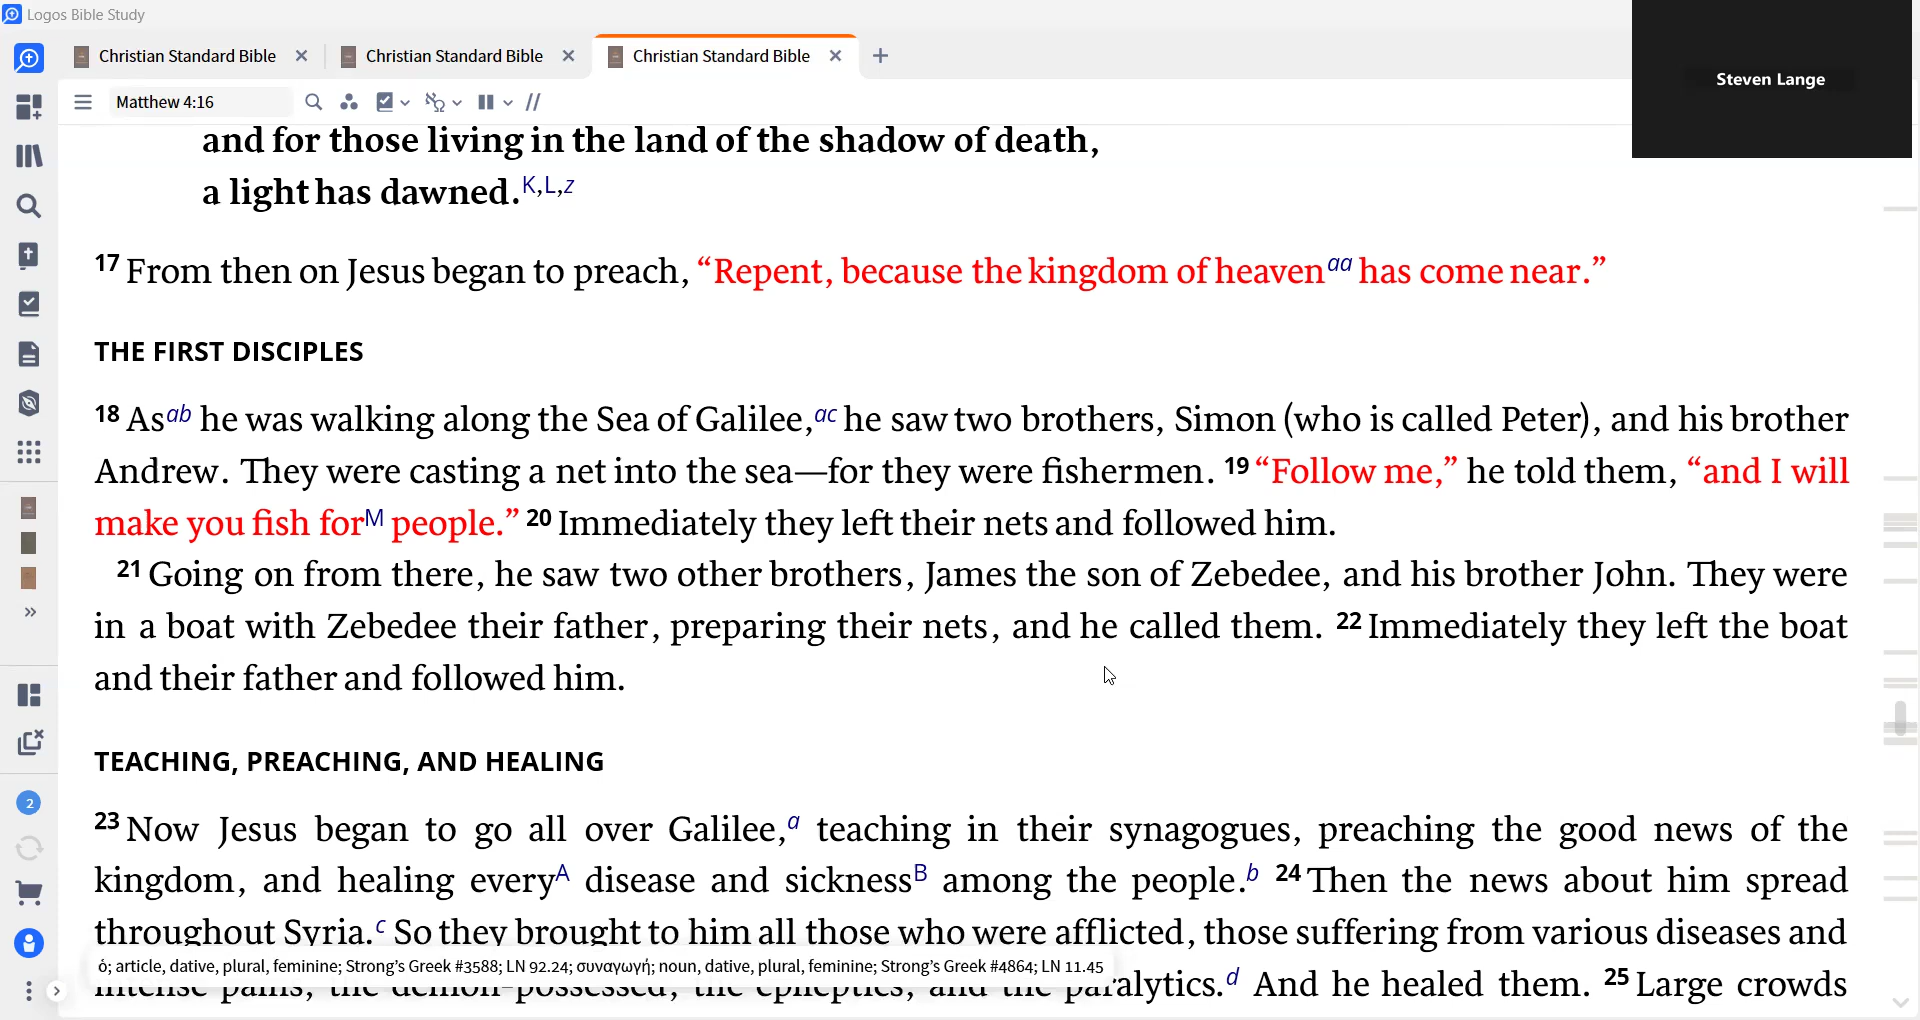 Logos Bible Study
Christian Standard Bible
Christian Standard Bible
Christian Standard Bible
Steven Lange
Matthew 4:16
and for those living in the land of the shadow of death,
a light has dawned.K,L,z
17 From then on Jesus began to preach, “Repent, because the kingdom of heavenaa has come near.”
THE FIRST DISCIPLES
18 Asab he was walking along the Sea of Galilee,ac he saw two brothers, Simon (who is called Peter), and his brother
Andrew. They were casting a net into the sea—for they were fishermen. 19 “Follow me,” he told them, “and I will
make you fish forM people.” 20 Immediately they left their nets and followed him.
21 Going on from there, he saw two other brothers, James the son of Zebedee, and his brother John. They were
in a boat with Zebedee their father, preparing their nets, and he called them. 22 Immediately they left the boat
and their father and followed him.
TEACHING, PREACHING, AND HEALING
23 Now Jesus began to go all over Galilee,a teaching in their synagogues, preaching the good news of the
kingdom, and healing everyA disease and sicknessB among the people.b 24 Then the news about him spread
throughout Syria.c So they brought to him all those who were afflicted, those suffering from various diseases and
ὁ; article, dative, plural, feminine; Strong’s Greek #3588; LN 92.24; συναγωγή; noun, dative, plural, feminine; Strong’s Greek #4864; LN 11.45
intense pains, the demon-possessed, the epileptics, and the paralytics.d And he healed them. 25 Large crowds
2